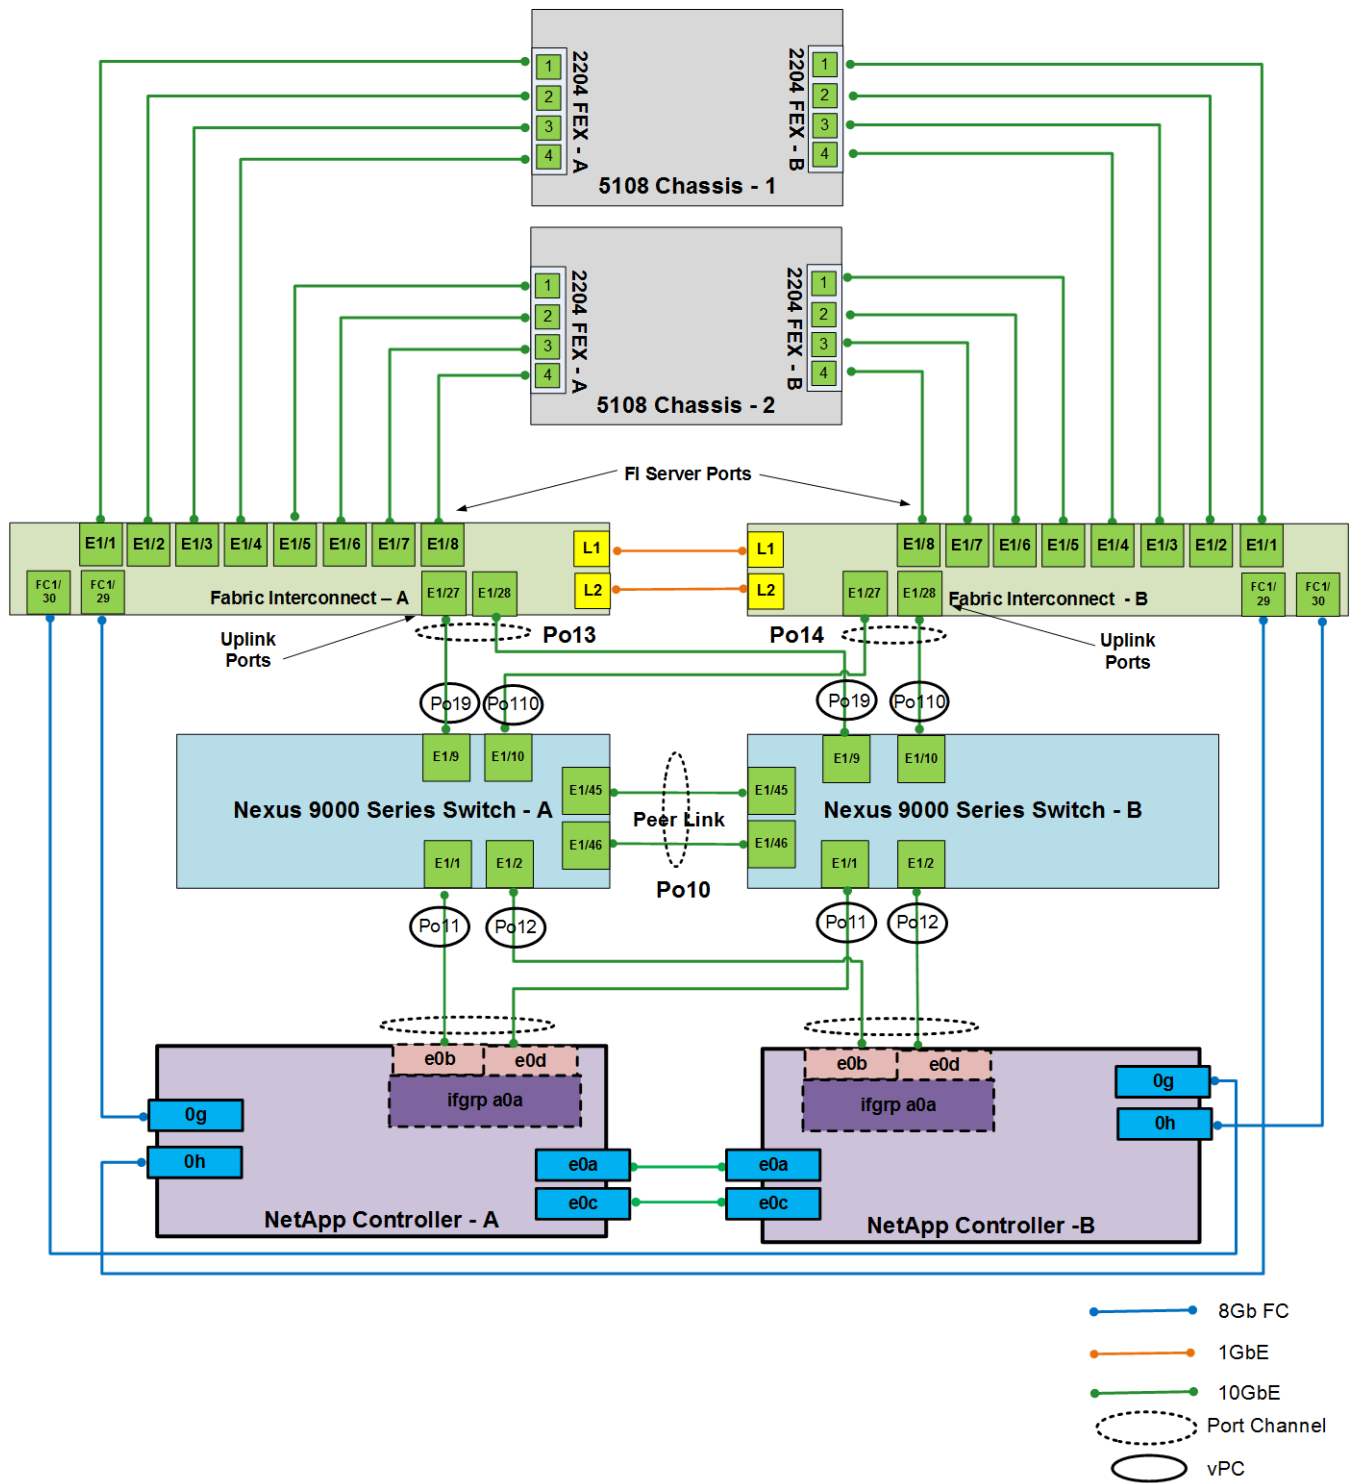 1
2
3
4
2204 FEX - A
1
2
3
4
2204 FEX - B
5108 Chassis - 1
1
2
3
4
2204 FEX - A
1
2
3
4
2204 FEX - B
5108 Chassis - 2
FI Server Ports
E1/1 E1/2 E1/3 E1/4 E1/5 E1/6 E1/7 E1/8
L1
L2
FC1/
30
FC1/
29
Fabric Interconnect – A
E1/27
E1/28
L1
L2
E1/8 E1/7 E1/6 E1/5 E1/4 E1/3 E1/2 E1/1
E1/27
E1/28
Fabric Interconnect - B
FC1/
29
FC1/
30
Uplink
Ports
Po13
Po14
Uplink
Ports
Po19
Po110
Po19
Po110
E1/9
E1/10
E1/45
Nexus 9000 Series Switch - A
E1/46
E1/1
E1/2
Peer Link
Po10
E1/9
E1/10
E1/45
Nexus 9000 Series Switch - B
E1/46
E1/1
E1/2
Po11
Po12
Po11
Po12
e0b
e0d
ifgrp a0a
0g
0h
e0a
e0c
NetApp Controller - A
e0b
e0d
ifgrp a0a
0g
0h
e0a
e0c
NetApp Controller -B
8Gb FC
1GbE
10GbE
Port Channel
vPC